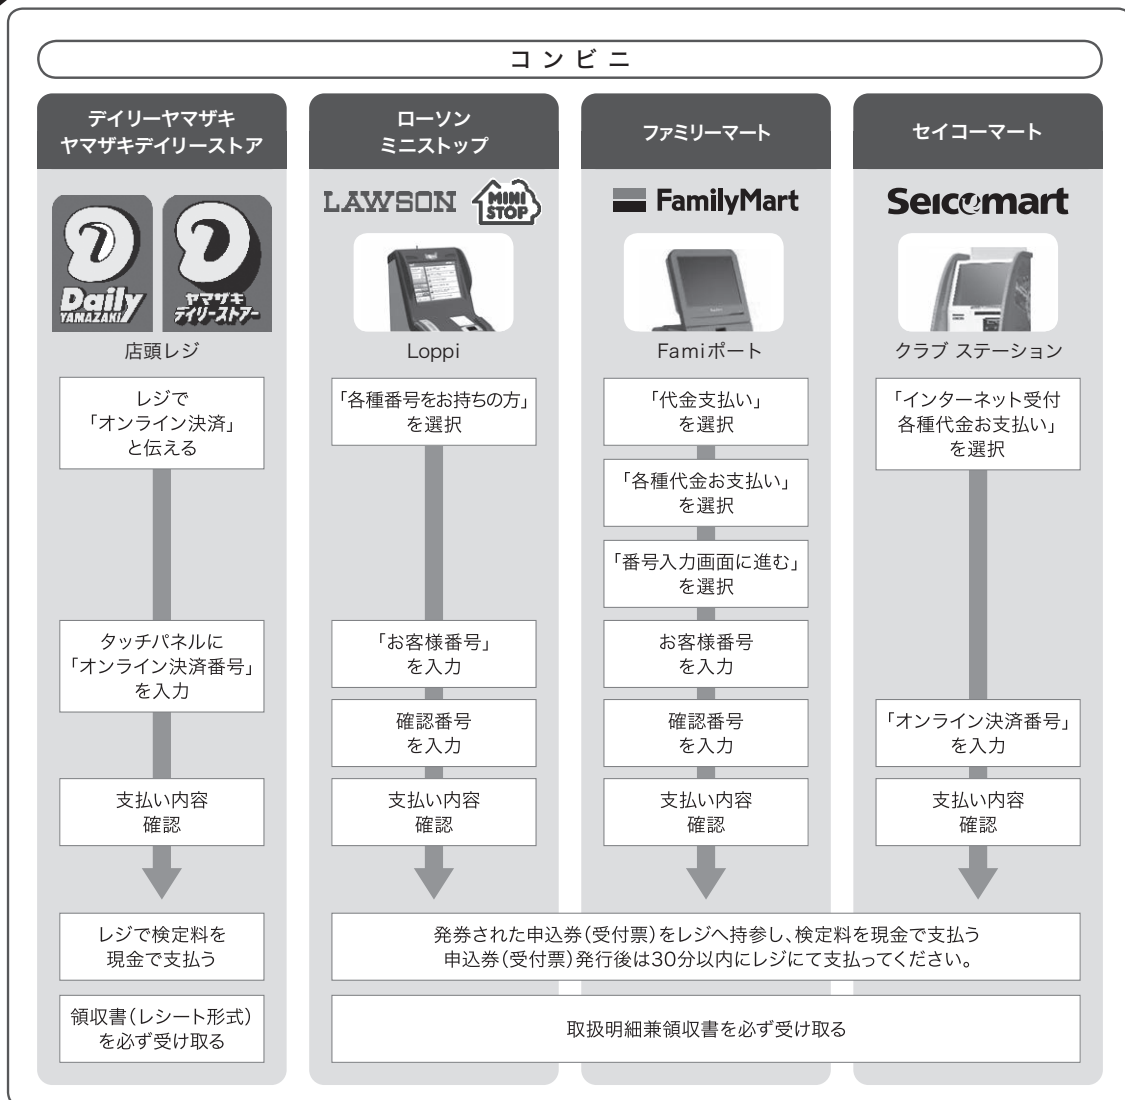 コンビニ
デイリーヤマザキ
ヤマザキデイリーストア
Daily
YAMAZAKI
ヤマザキ
デイリーストアー
店頭レジ
レジで
「オンライン決済」
と伝える
タッチパネルに
「オンライン決済番号」
を入力
支払い内容
確認
レジで検定料を
現金で支払う
領収書（レシート形式）
を必ず受け取る
ローソン
ミニストップ
LAWSON
MINI
STOP
Loppi
「各種番号をお持ちの方」
を選択
「お客様番号」
を入力
確認番号
を入力
支払い内容
確認
ファミリーマート
FamilyMart
Famiポート
「代金支払い」
を選択
「各種代金お支払い」
を選択
「番号入力画面に進む」
を選択
お客様番号
を入力
確認番号
を入力
支払い内容
確認
セイコーマート
Seicomart
クラブ ステーション
「インターネット受付
各種代金お支払い」
を選択
「オンライン決済番号」
を入力
支払い内容
確認
発券された申込券（受付票）をレジへ持参し、検定料を現金で支払う
申込券（受付票）発行後は30分以内にレジにて支払ってください。
取扱明細兼領収書を必ず受け取る